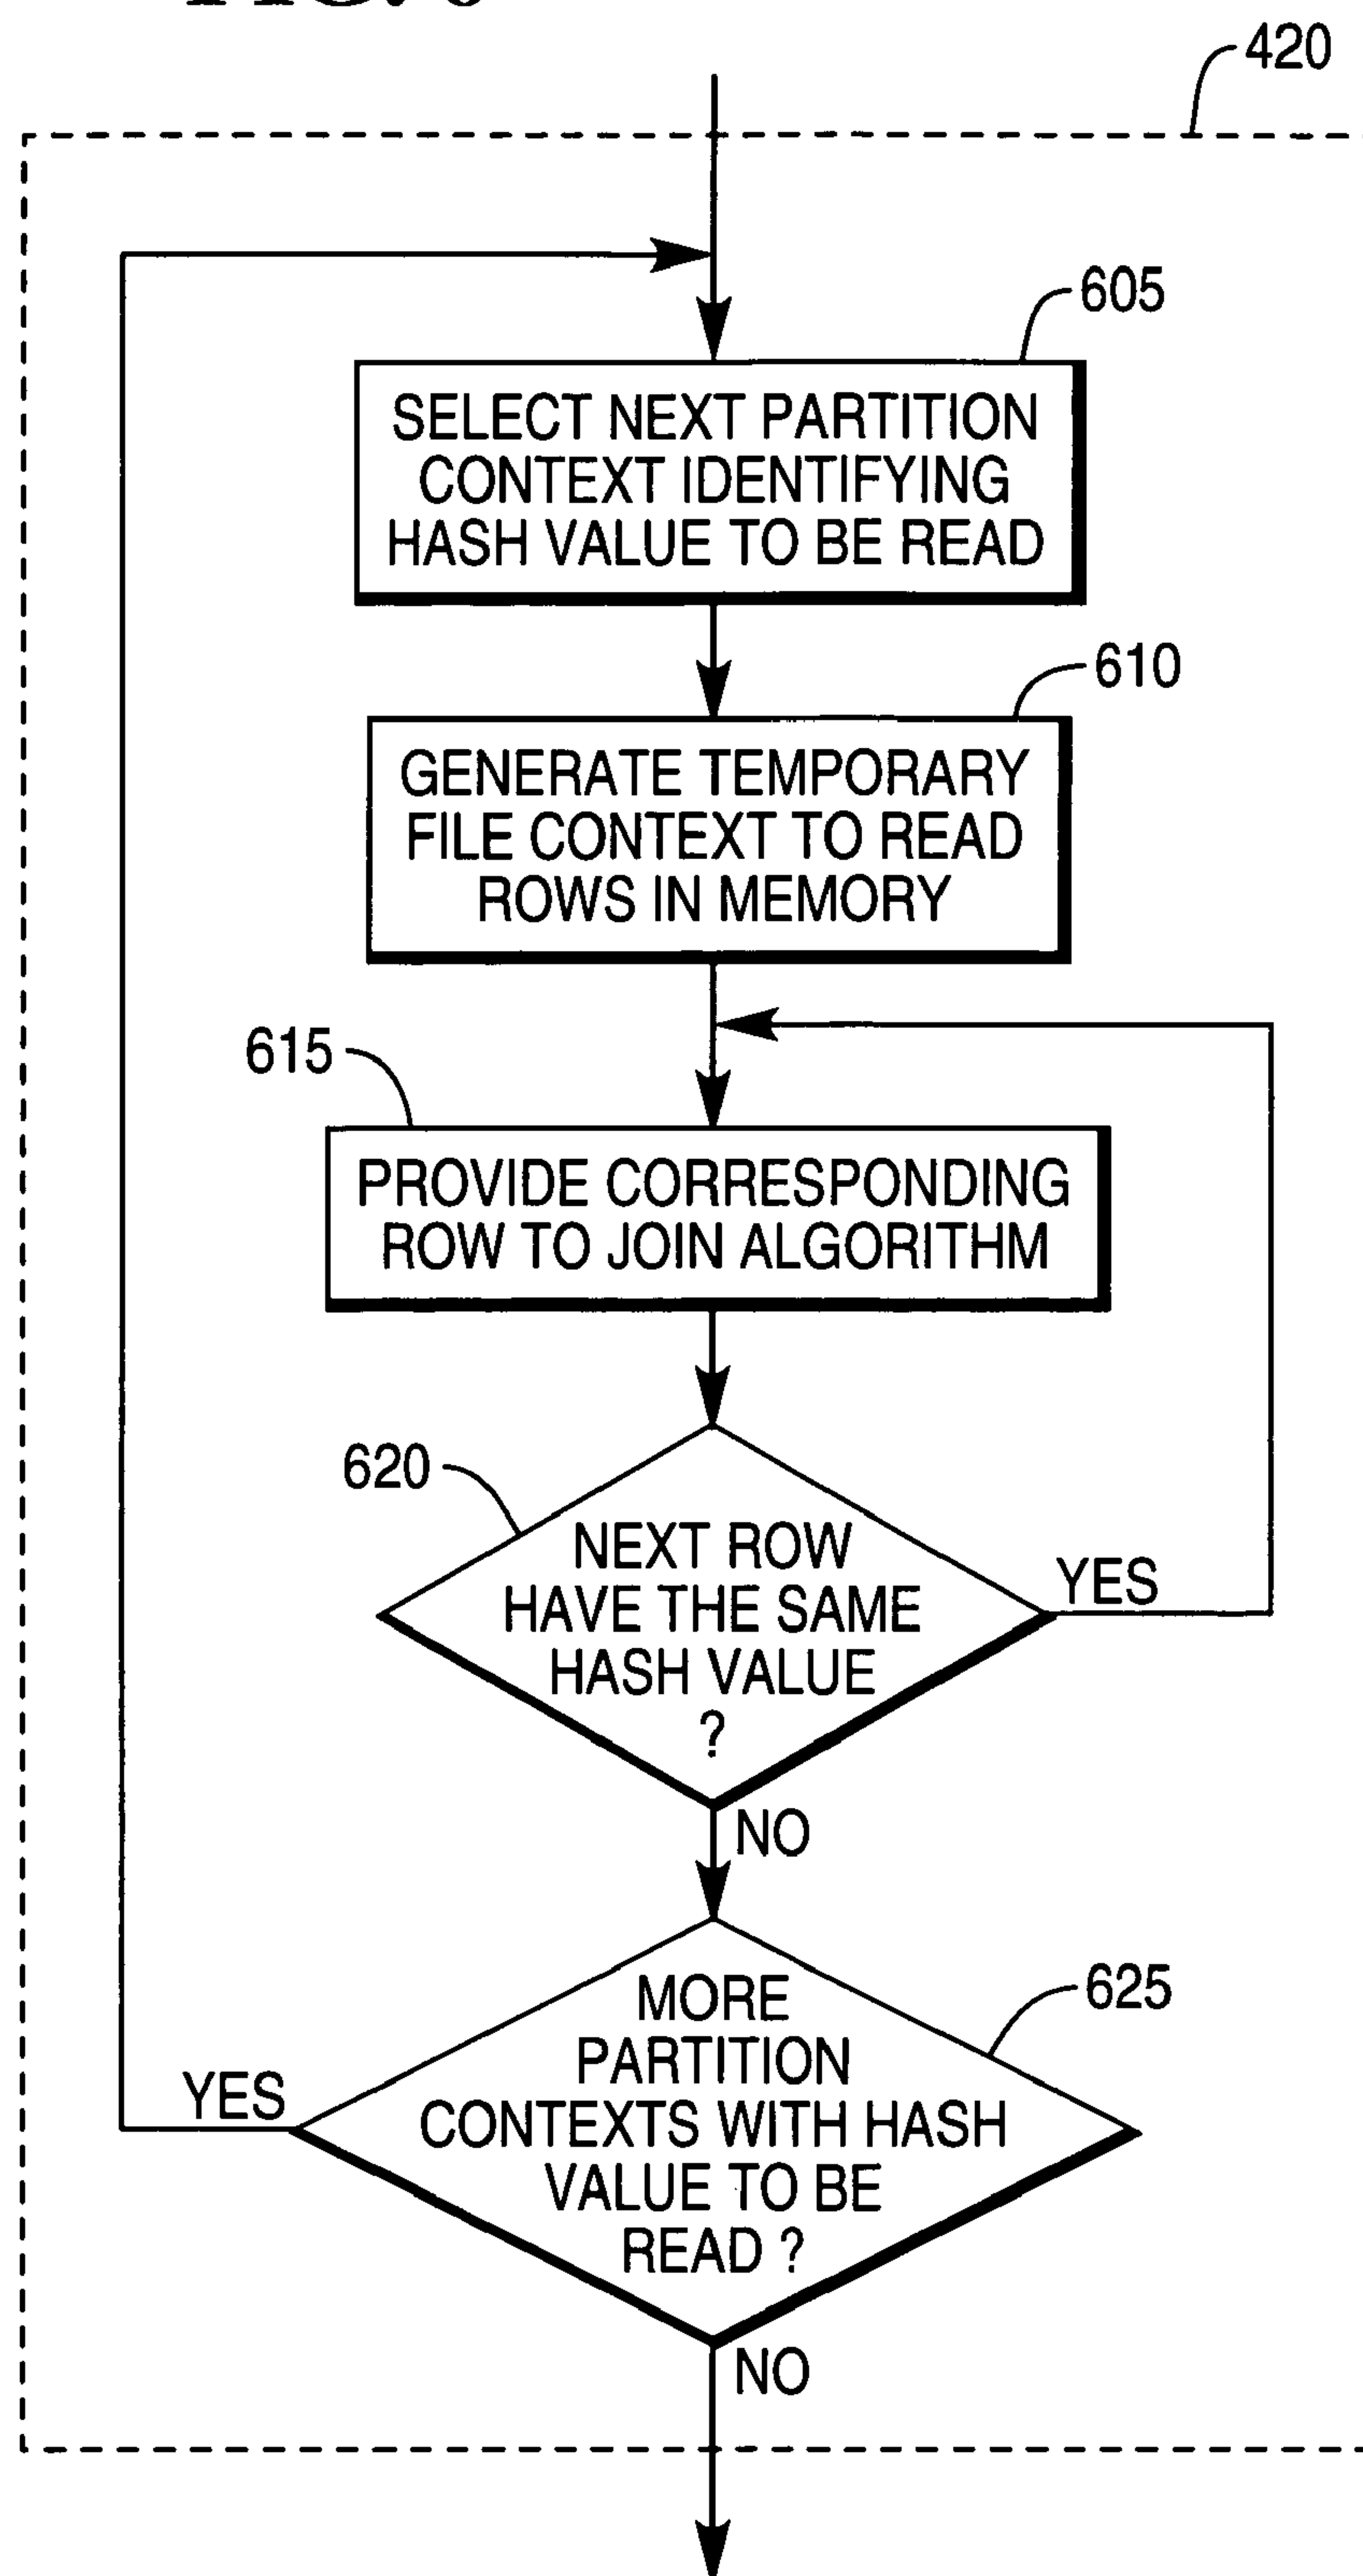 420
605
SELECT NEXT PARTITION
CONTEXT IDENTIFYING
HASH VALUE TO BE READ
610
GENERATE TEMPORARY
FILE CONTEXT TO READ
ROWS IN MEMORY
615
PROVIDE CORRESPONDING
ROW TO JOIN ALGORITHM
620
NEXT ROW
HAVE THE SAME
HASH VALUE
?
YES
NO
625
MORE
PARTITION
CONTEXTS WITH HASH
VALUE TO BE
READ ?
YES
NO